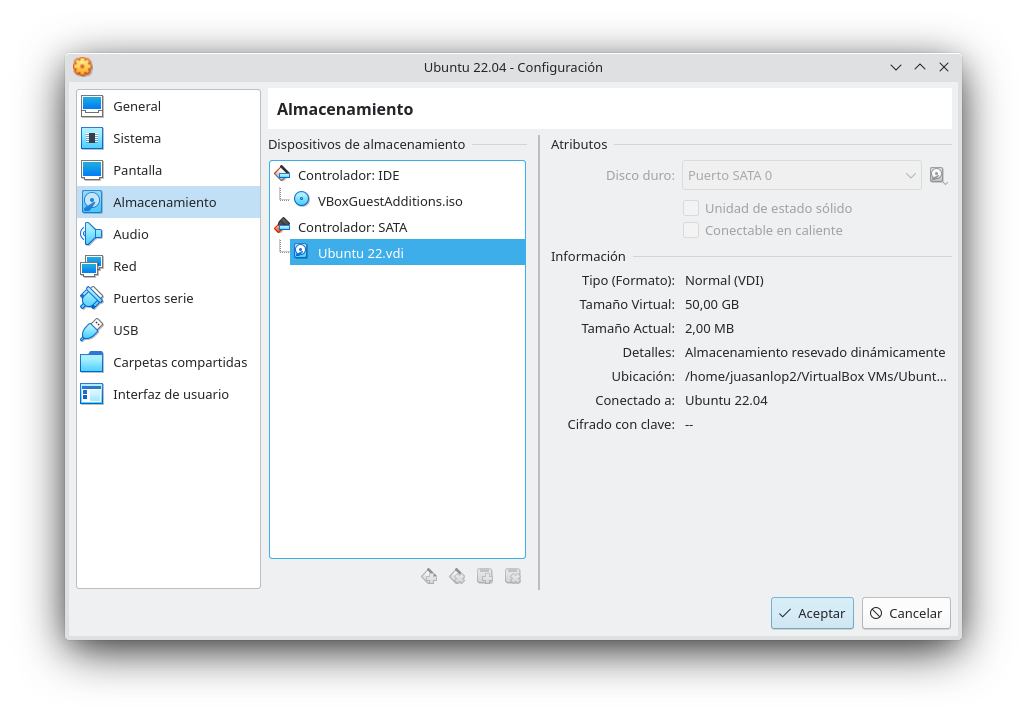 Ubuntu 22.04 - Configuración
General
Sistema
Pantalla
Almacenamiento
Audio
Red
Puertos serie
USB
Carpetas compartidas
Interfaz de usuario
Almacenamiento
Dispositivos de almacenamiento
Controlador: IDE
VBoxGuestAdditions.iso
Controlador: SATA
Ubuntu 22.vdi
Atributos
Disco duro: Puerto SATA 0
Unidad de estado sólido
Conectable en caliente
Información
Tipo (Formato): Normal (VDI)
Tamaño Virtual: 50,00 GB
Tamaño Actual: 2,00 MB
Detalles: Almacenamiento resevado dinámicamente
Ubicación: /home/juasanlop2/VirtualBox VMs/Ubunt...
Conectado a: Ubuntu 22.04
Cifrado con clave: --
Aceptar
Cancelar